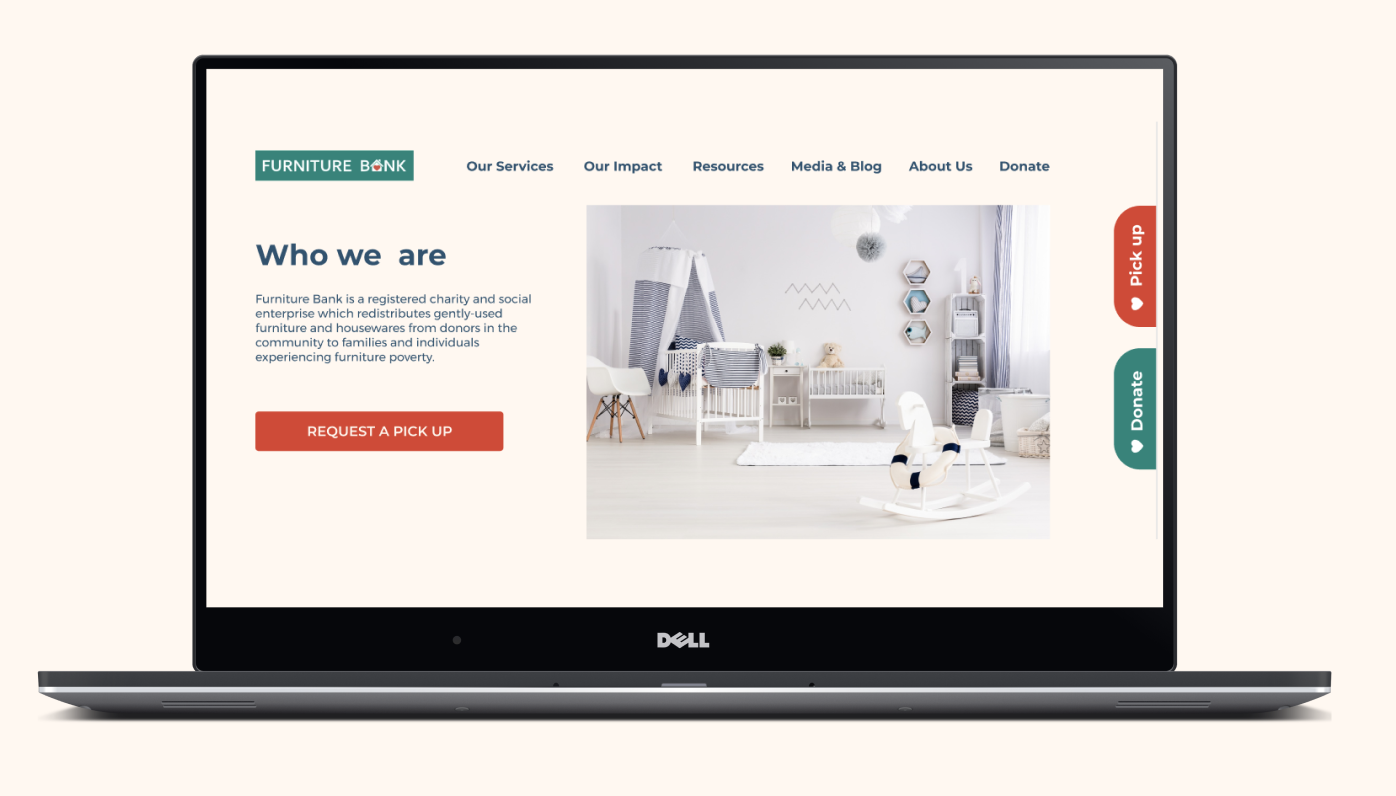 FURNITURE BANK
Our Services
Our Impact
Resources
Media & Blog
About Us
Donate
Who we are
Furniture Bank is a registered charity and social
enterprise which redistributes gently-used
furniture and housewares from donors in the
community to families and individuals
experiencing furniture poverty.
REQUEST A PICK UP
Pick up
Donate
DELL